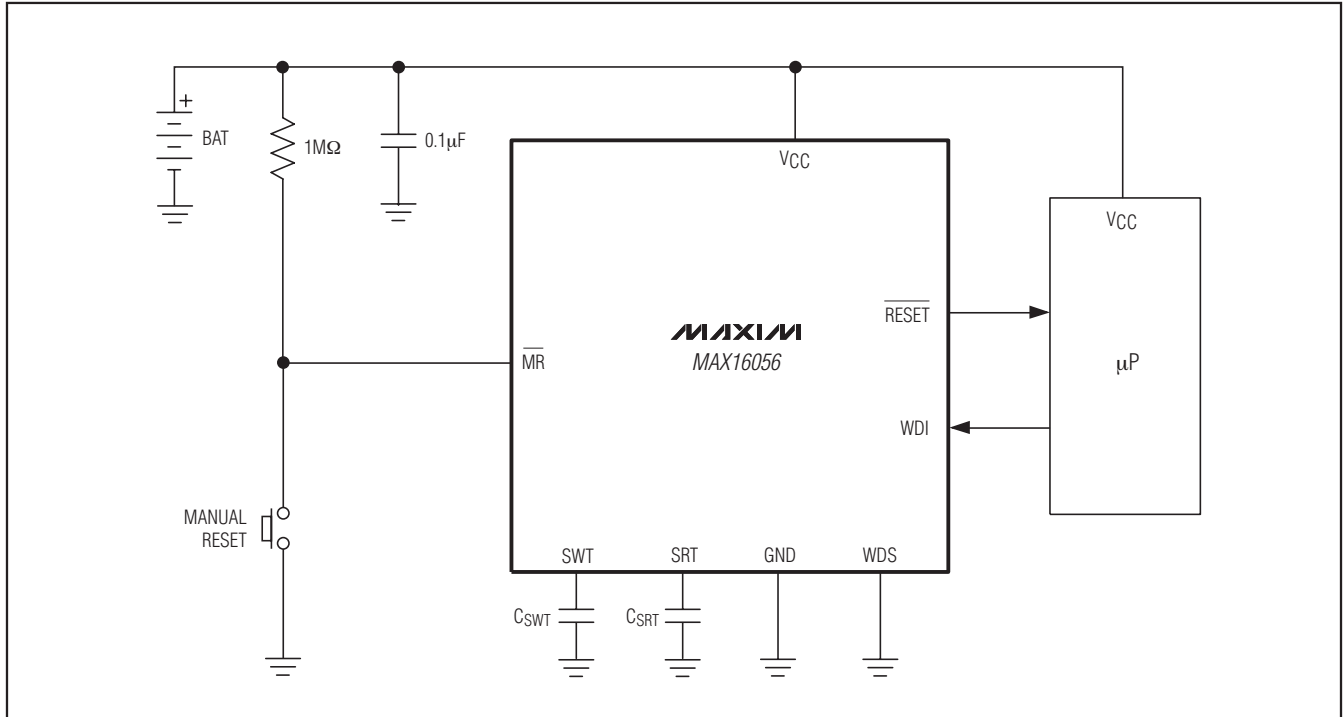 +
BAT
1MΩ
0.1µF
VCC
VCC
RESET
MAXIM
MAX16056
MR
µP
WDI
MANUAL
RESET
SWT
SRT
GND
WDS
CSWT
CSRT